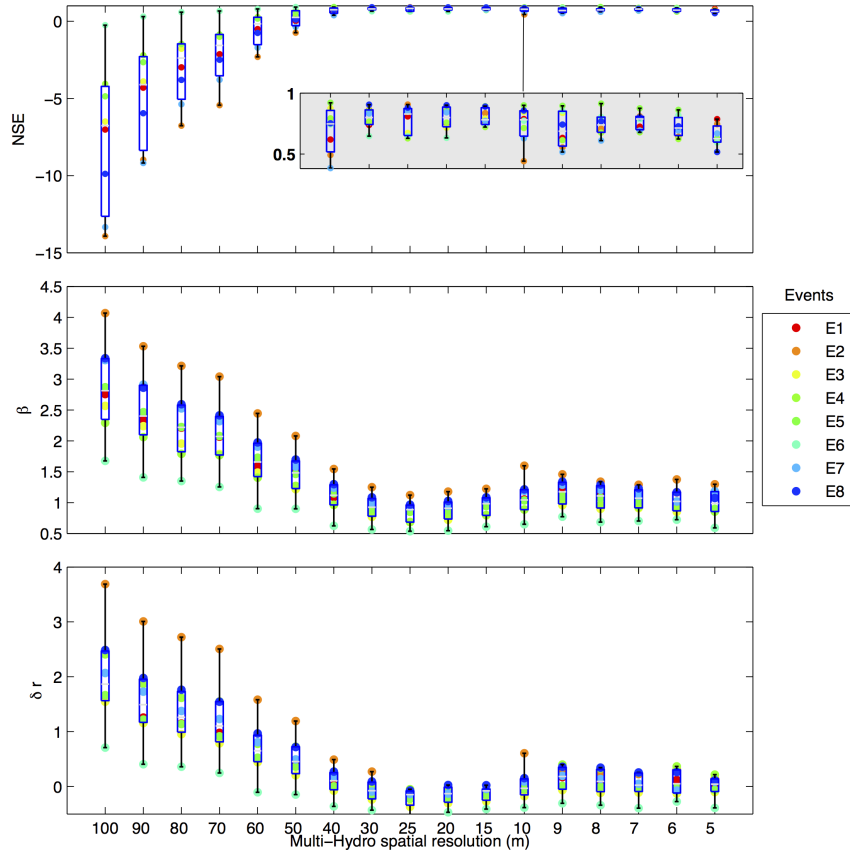 0
−5
−10
−15
NSE
1
0.5
4.5
4
3.5
3
2.5
2
1.5
1
0.5
β
Events
E1
E2
E3
E4
E5
E6
E7
E8
4
3
2
1
0
δ r
100 90 80 70 60 50 40 30 25 20 15 10 9 8 7 6 5
Multi−Hydro spatial resolution (m)